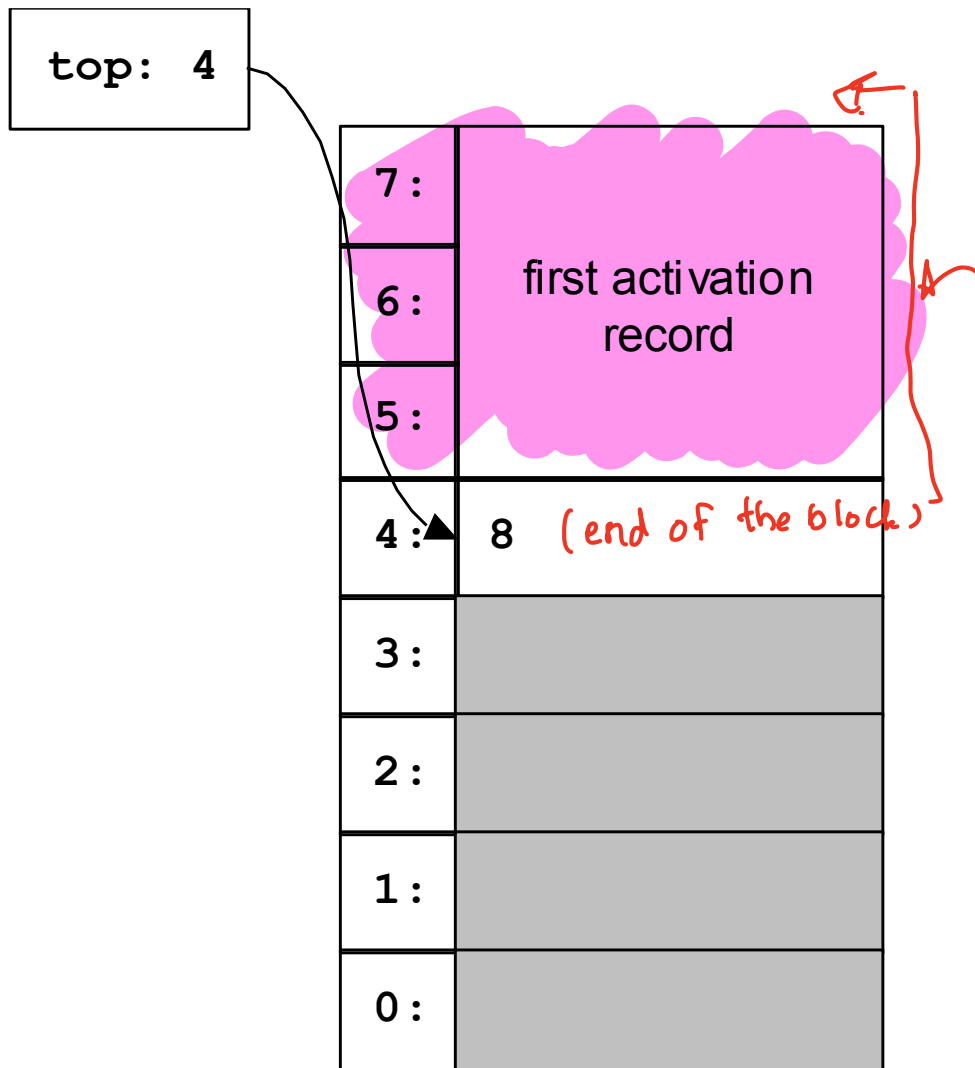 top: 4
7:
first activation
6:
record
5:
4: 8 (end of the block)
3:
2:
1:
0: